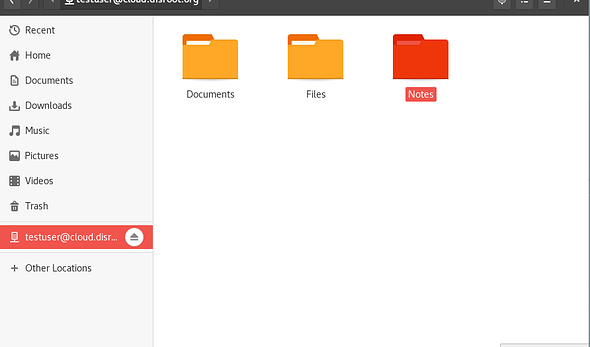 testuser@cloud.disroot.org
Recent
Home
Documents
Downloads
Music
Pictures
Videos
Trash
testuser@cloud.disr...
Other Locations
Documents
Files
Notes